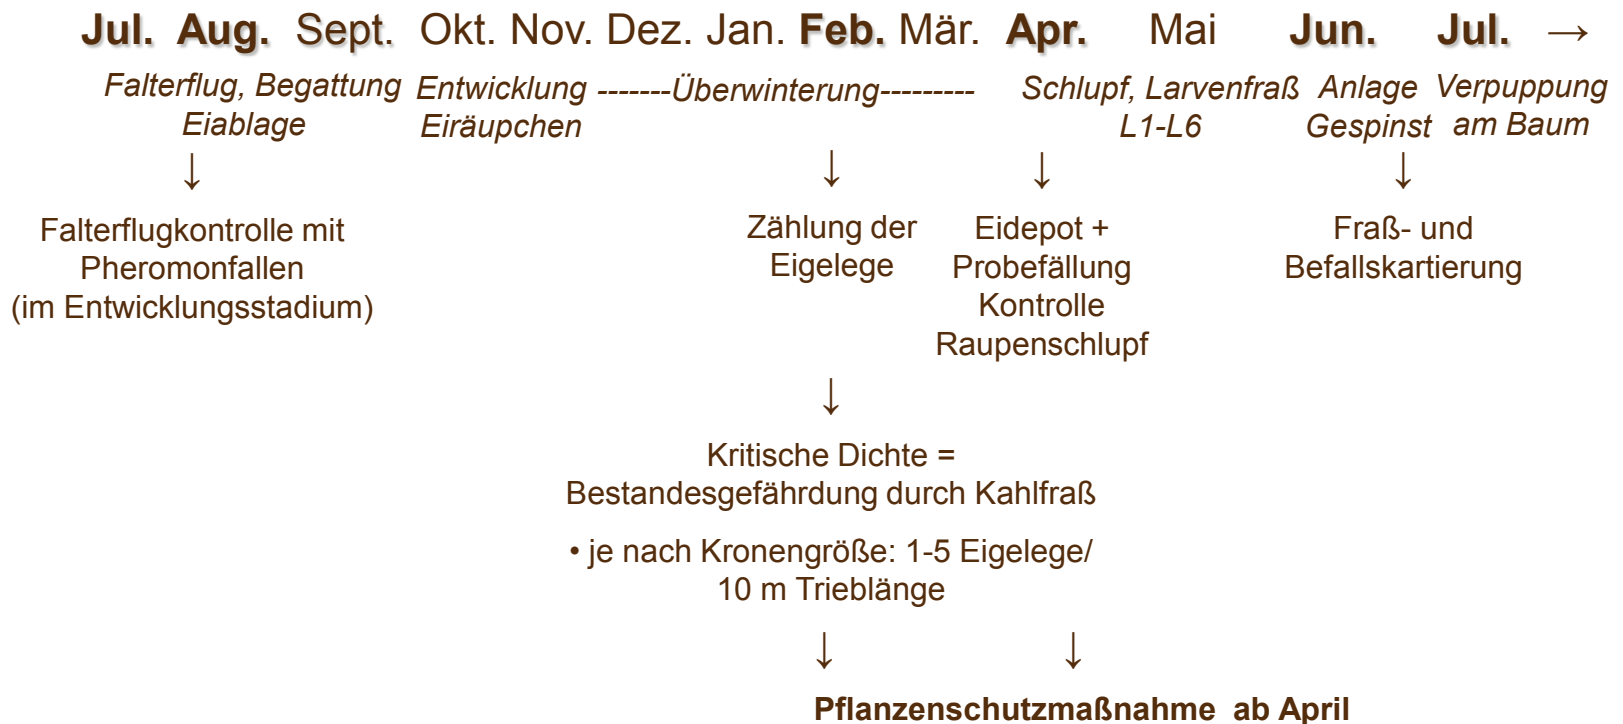 Jul. Aug. Sept. Okt. Nov. Dez. Jan. Feb. Mär. Apr. Mai Jun. Jul. →
Falterflug, Begattung
Eiablage
Entwicklung -------Überwinterung---------
Eiräupchen
Schlupf, Larvenfraß
L1-L6
Anlage
Gespinst
Verpuppung
am Baum
↓ ↓ ↓ ↓
Falterflugkontrolle mit
Pheromonfallen
(im Entwicklungsstadium)
Zählung der
Eigelege
Eidepot +
Probefällung
Kontrolle
Raupenschlupf
Fraß- und
Befallskartierung
↓
Kritische Dichte =
Bestandesgefährdung durch Kahlfraß
• je nach Kronengröße: 1-5 Eigelege/
10 m Trieblänge
↓ ↓
Pflanzenschutzmaßnahme ab April